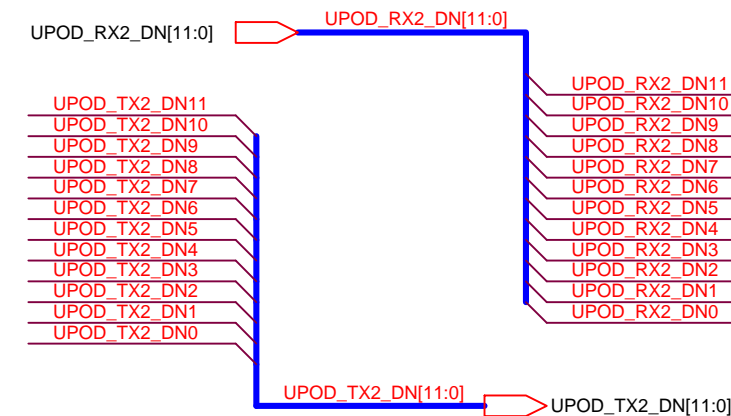 UPOD_RX2_DN[11:0]
UPOD_RX2_DN[11:0]
UPOD_RX2_DN11
UPOD_RX2_DN10
UPOD_RX2_DN9
UPOD_RX2_DN8
UPOD_RX2_DN7
UPOD_RX2_DN6
UPOD_RX2_DN5
UPOD_RX2_DN4
UPOD_RX2_DN3
UPOD_RX2_DN2
UPOD_RX2_DN1
UPOD_RX2_DN0
UPOD_TX2_DN11
UPOD_TX2_DN10
UPOD_TX2_DN9
UPOD_TX2_DN8
UPOD_TX2_DN7
UPOD_TX2_DN6
UPOD_TX2_DN5
UPOD_TX2_DN4
UPOD_TX2_DN3
UPOD_TX2_DN2
UPOD_TX2_DN1
UPOD_TX2_DN0
UPOD_TX2_DN[11:0]
UPOD_TX2_DN[11:0]